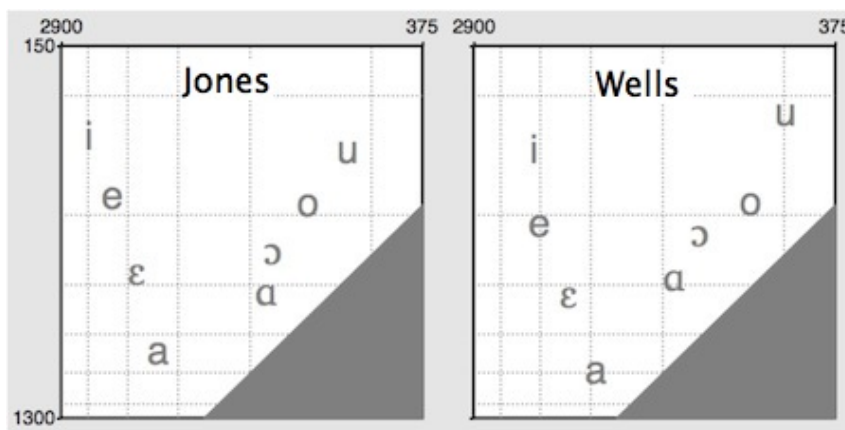 2900 375 2900 375
150
Jones Wells
u
i u i
e o o
e
ɔ ɔ
ɛ ɑ
ɑ ɛ
a
a
1300